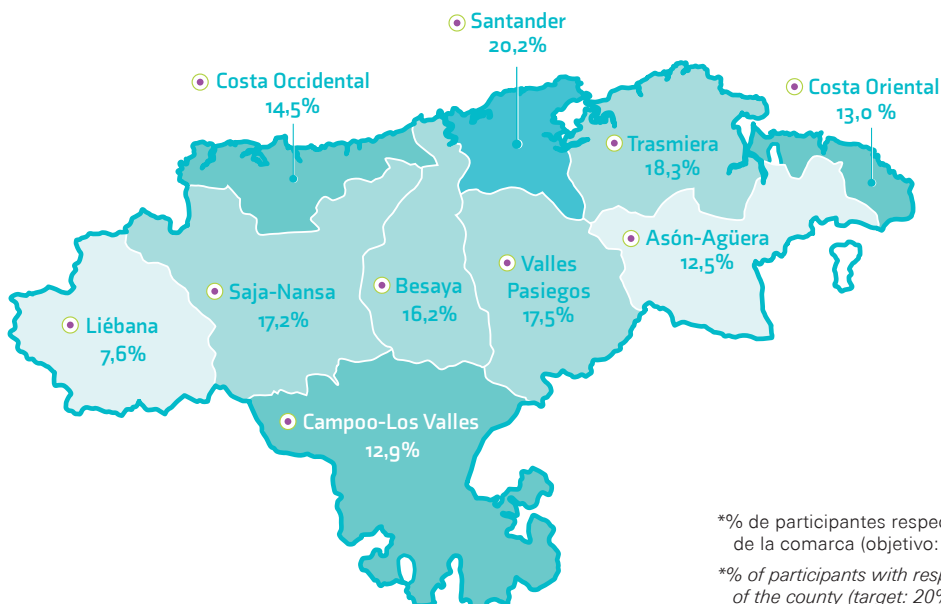 Santander
20,2%
Costa Occidental
14,5%
Costa Oriental
13,0%
Trasmiera
18,3%
Asón-Agüera
12,5%
Valles
Pasiegos
17,5%
Besaya
16,2%
Saja-Nansa
17,2%
Liébana
7,6%
Campoo-Los Valles
12,9%
*% de participantes respec
de la comarca (objetivo:
*% of participants with resp
of the county (target: 20%